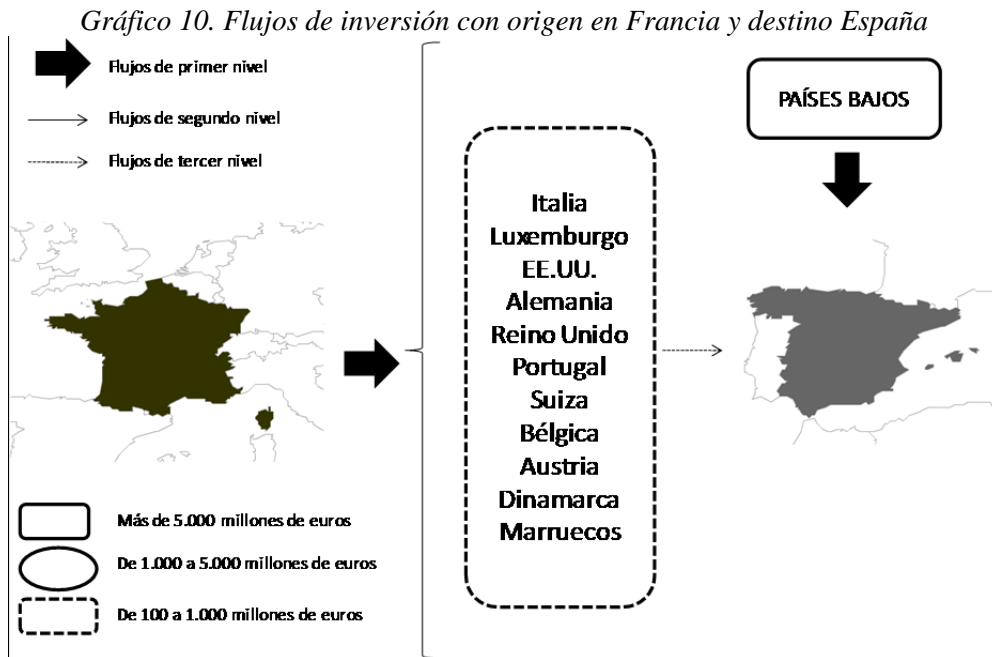 Gráfico 10. Flujos de inversión con origen en Francia y destino España
Flujos de primer nivel
Flujos de segundo nivel
Flujos de tercer nivel
PAÍSES BAJOS
Italia
Luxemburgo
EE.UU.
Alemania
Reino Unido
Portugal
Suiza
Bélgica
Austria
Dinamarca
Marruecos
Más de 5.000 millones de euros
De 1.000 a 5.000 millones de euros
De 100 a 1.000 millones de euros